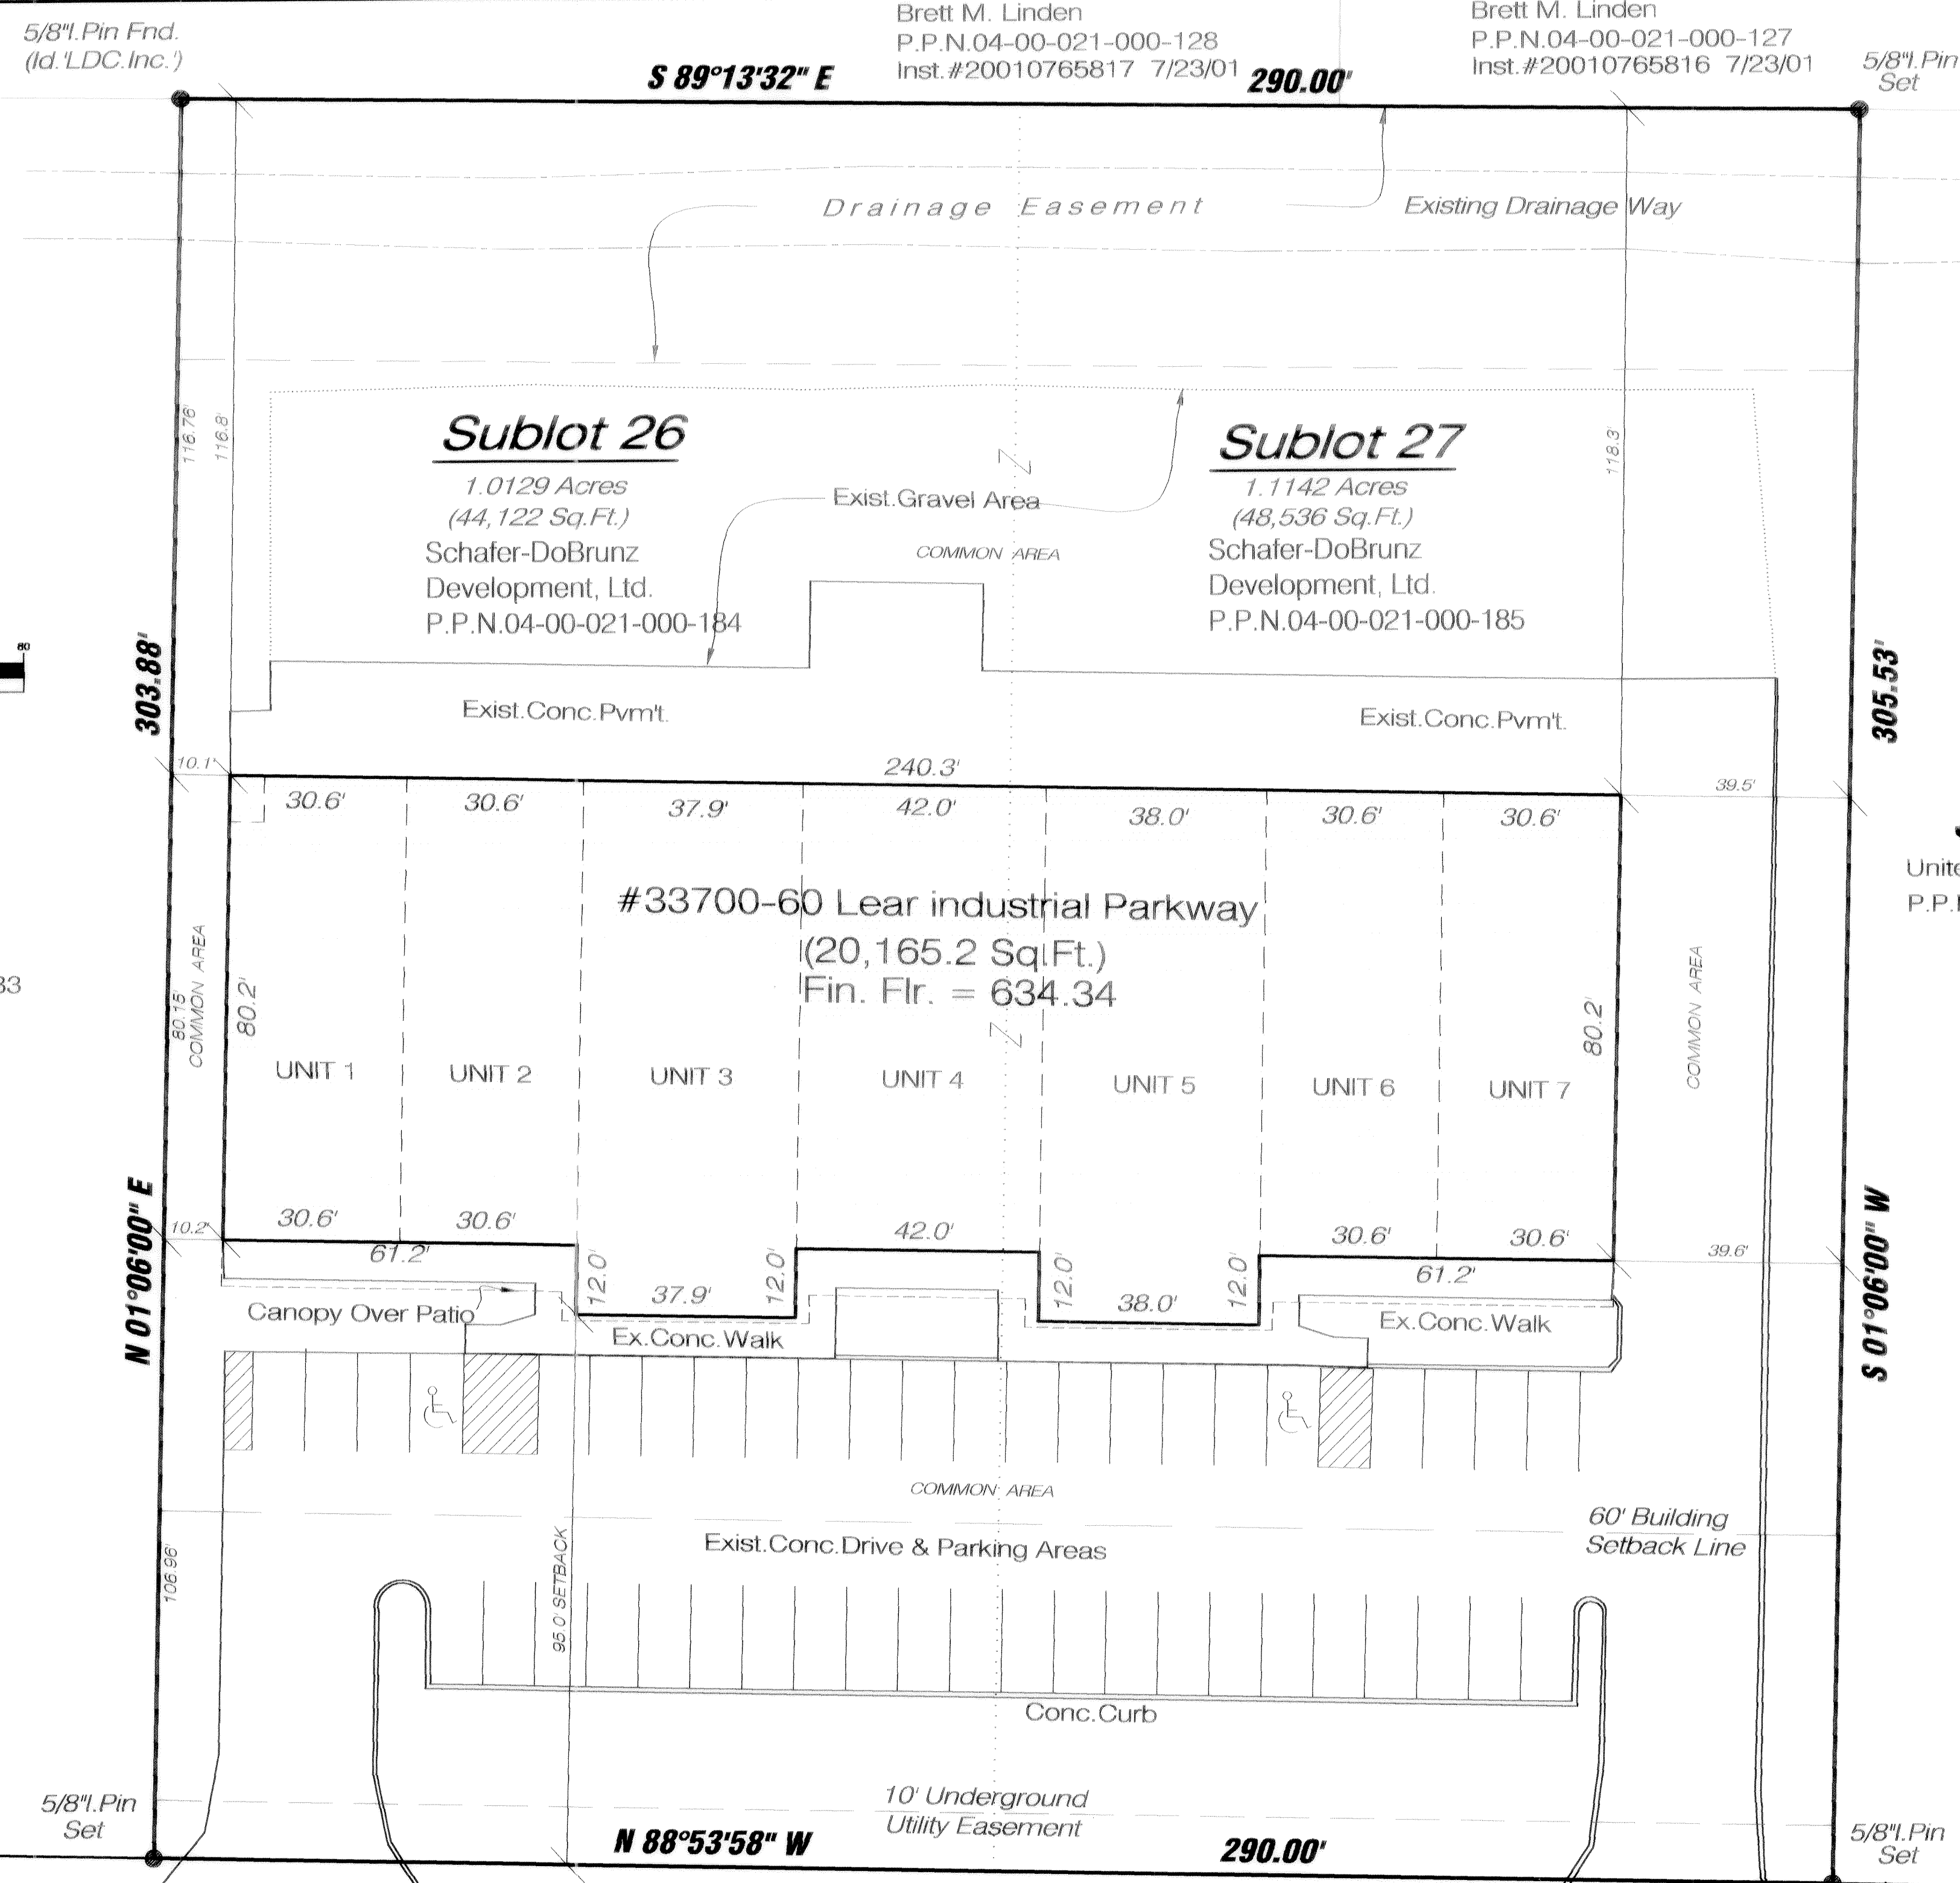 5/8"I.Pin Fnd.
(Id.'LDC.Inc.')
Brett M. Linden
P.P.N.04-00-021-000-128
Inst.#20010765817 7/23/01
Brett M. Linden
P.P.N.04-00-021-000-127
Inst.#20010765816 7/23/01
5/8"I.Pin
Set
S 89°13'32" E
290.00'
Drainage Easement
Existing Drainage Way
116.76'
116.8'
118.3'
Sublot 26
1.0129 Acres
(44,122 Sq.Ft.)
Schafer-DoBrunz
Development, Ltd.
P.P.N.04-00-021-000-184
Sublot 27
1.1142 Acres
(48,536 Sq.Ft.)
Schafer-DoBrunz
Development, Ltd.
P.P.N.04-00-021-000-185
Exist.Gravel Area
COMMON AREA
80
303.88'
305.53'
Exist.Conc.Pvm't.
Exist.Conc.Pvm't.
10.1'
240.3'
39.5'
30.6'
30.6'
37.9'
42.0'
38.0'
30.6'
30.6'
#33700-60 Lear industrial Parkway
(20,165.2 Sq.Ft.)
Fin. Flr. = 634.34
Unite
P.P.
33
80.15'
COMMON AREA
80.2'
80.2'
COMMON AREA
UNIT 1
UNIT 2
UNIT 3
UNIT 4
UNIT 5
UNIT 6
UNIT 7
N 01°06'00" E
S 01°06'00" W
10.2'
30.6'
30.6'
42.0'
30.6'
30.6'
39.6'
61.2'
12.0'
37.9'
12.0'
12.0'
38.0'
12.0'
61.2'
Canopy Over Patio
Ex.Conc.Walk
Ex.Conc.Walk
COMMON AREA
60' Building
Setback Line
Exist.Conc.Drive & Parking Areas
106.96'
95.0' SETBACK
Conc.Curb
10' Underground
Utility Easement
5/8"I.Pin
Set
N 88°53'58" W
290.00'
5/8"I.Pin
Set